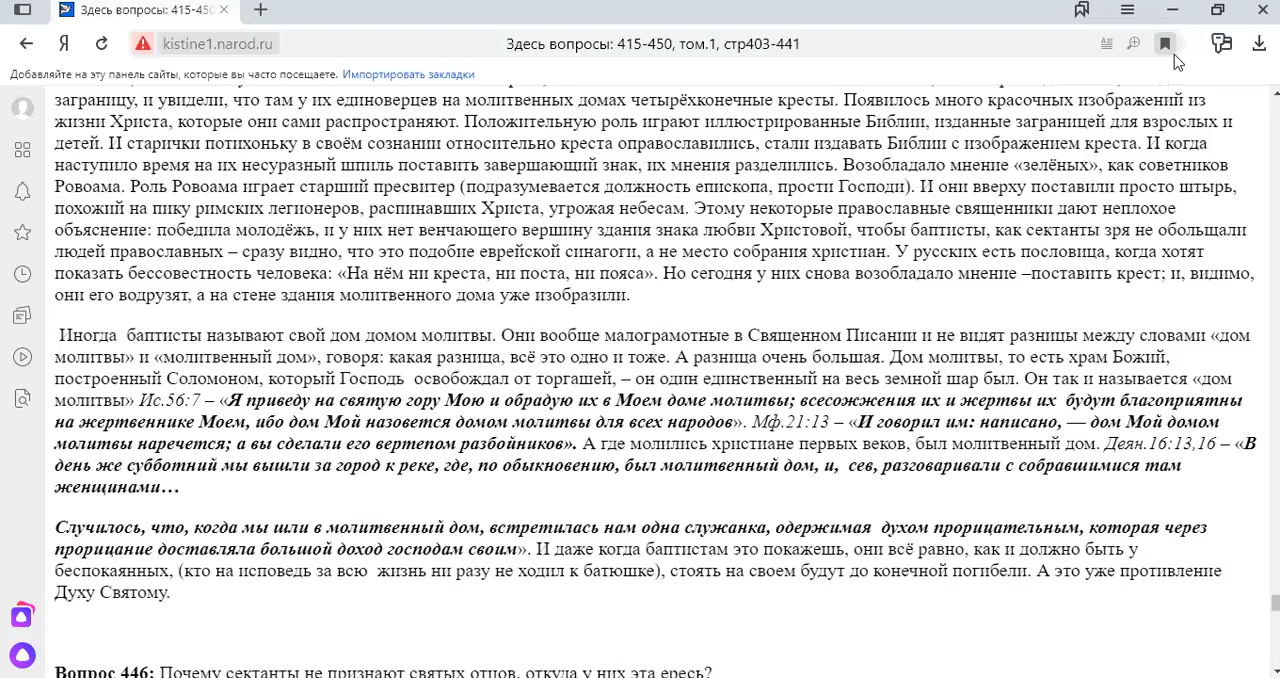 Здесь вопросы: 415-450
kistine1.narod.ru
Здесь вопросы: 415-450, том.1, стр403-441
Добавляйте на эту панель сайты, которые вы часто посещаете. Импортировать закладки
заграницу, и увидели, что там у их единоверцев на молитвенных домах четырёхконечные кресты. Появилось много красочных изображений из
жизни Христа, которые они сами распространяют. Положительную роль играют иллюстрированные Библии, изданные заграницей для взрослых и
детей. И старички потихоньку в своём сознании относительно креста оправославились, стали издавать Библии с изображением креста. И когда
наступило время на их несуразный шпиль поставить завершающий знак, их мнения разделились. Возобладало мнение «зелёных», как советников
Ровоама. Роль Ровоама играет старший пресвитер (подразумевается должность епископа, прости Господи). И они вверху поставили просто штырь,
похожий на пику римских легионеров, распинавших Христа, угрожая небесам. Этому некоторые православные священники дают неплохое
объяснение: победила молодёжь, и у них нет венчающего вершину здания знака любви Христовой, чтобы баптисты, как сектанты зря не обольщали
людей православных – сразу видно, что это подобие еврейской синагоги, а не место собрания христиан. У русских есть пословица, когда хотят
показать бессовестность человека: «На нём ни креста, ни поста, ни пояса». Но сегодня у них снова возобладало мнение –поставить крест; и, видимо,
они его водрузят, а на стене здания молитвенного дома уже изобразили.
Иногда баптисты называют свой дом домом молитвы. Они вообще малограмотные в Священном Писании и не видят разницы между словами «дом
молитвы» и «молитвенный дом», говоря: какая разница, всё это одно и тоже. А разница очень большая. Дом молитвы, то есть храм Божий,
построенный Соломоном, который Господь освобождал от торгашей, – он один единственный на весь земной шар был. Он так и называется «дом
молитвы» Ис.56:7 – «Я приведу на святую гору Мою и обрадую их в Моем доме молитвы; всесожжения их и жертвы их будут благоприятны
на жертвеннике Моем, ибо дом Мой назовется домом молитвы для всех народов». Мф.21:13 – «И говорил им: написано, — дом Мой домом
молитвы наречется; а вы сделали его вертепом разбойников». А где молились христиане первых веков, был молитвенный дом. Деян.16:13,16 – «В
день же субботний мы вышли за город к реке, где, по обыкновению, был молитвенный дом, и, сев, разговаривали с собравшимися там
женщинами…
Случилось, что, когда мы шли в молитвенный дом, встретилась нам одна служанка, одержимая духом прорицательным, которая через
прорицание доставляла большой доход господам своим». И даже когда баптистам это покажешь, они всё равно, как и должно быть у
беспокаянных, (кто на исповедь за всю жизнь ни разу не ходил к батюшке), стоять на своем будут до конечной погибели. А это уже противление
Духу Святому.
Вопрос 446: Почему сектанты не признают святых отцов, откуда у них эта ересь?